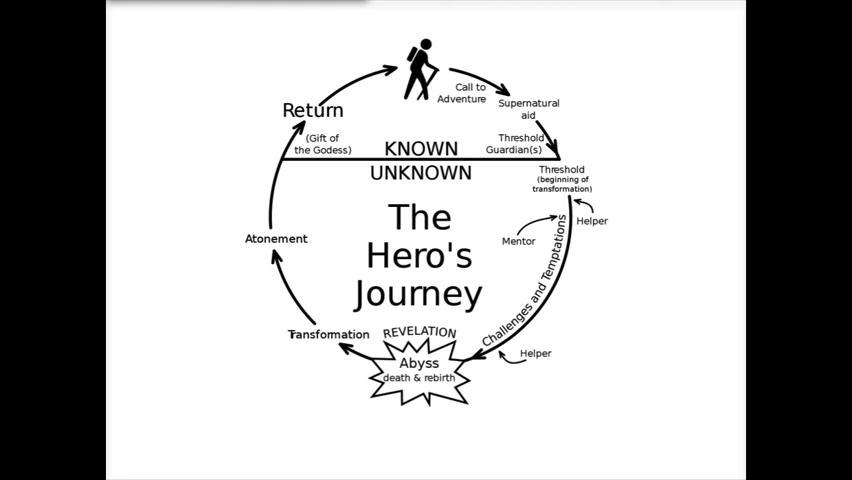 Call to
Adventure
Supernatural
aid
Return
(Gift of
the Godess)
KNOWN
Threshold
Guardian(s)
UNKNOWN
Threshold
(beginning of
transformation)
Helper
Mentor
The
Hero's
Journey
Atonement
Challenges and Temptations
Transformation
REVELATION
Abyss
death & rebirth
Helper